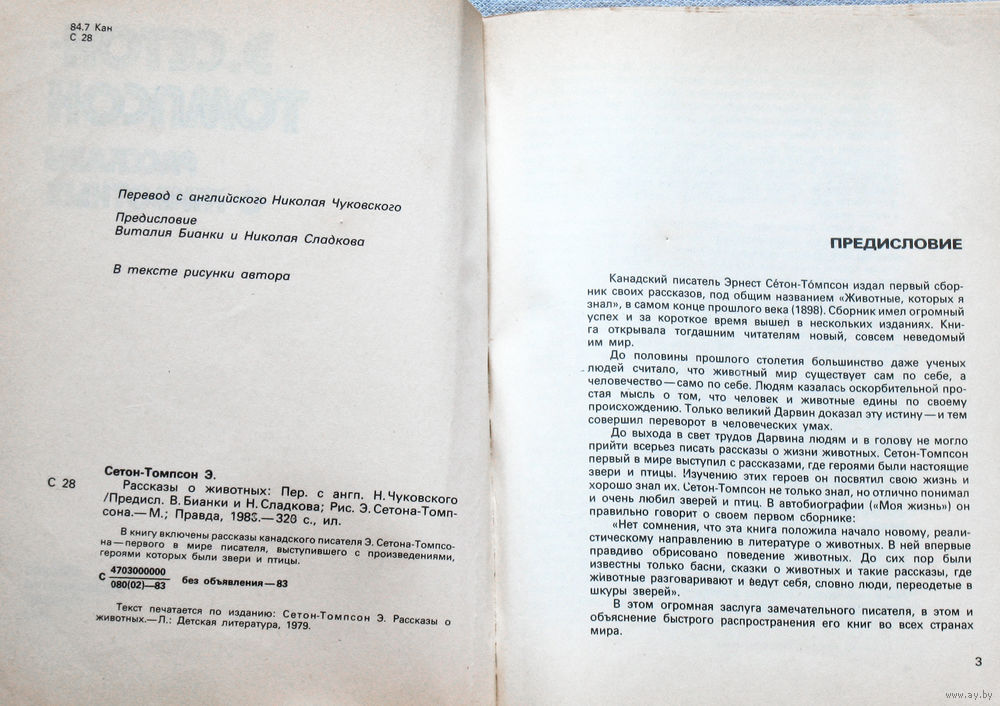 84.7 Кан
С 28
Перевод с английского Николая Чуковского
Предисловие
Виталия Бианки и Николая Сладкова
В тексте рисунки автора
Сетон-Томпсон Э.
С 28
Рассказы о животных: Пер. с англ. Н. Чуковского
/Предисл. В. Бианки и Н. Сладкова; Рис. Э. Сетона-Томп-
сона.— М.; Правда, 1983.— 320 с., ил.
В книгу включены рассказы канадского писателя Э. Сетона-Томпсо-
на—первого в мире писателя, выступившего с произведениями,
героями которых были звери и птицы.
4703000000
С без объявления—83
080(02)—83
Текст печатается по изданию: Сетон-Томпсон Э. Рассказы о
животных.—Л.: Детская литература, 1979.
ПРЕДИСЛОВИЕ
Канадский писатель Эрнест Се́тон-То́мпсон издал первый сбор-
ник своих рассказов, под общим названием «Животные, которых я
знал», в самом конце прошлого века (1898). Сборник имел огромный
успех и за короткое время вышел в нескольких изданиях. Кни-
га открывала тогдашним читателям новый, совсем неведомый
им мир.
До половины прошлого столетия большинство даже ученых
людей считало, что животный мир существует сам по себе, а
человечество—само по себе. Людям казалась оскорбительной про-
стая мысль о том, что человек и животные едины по своему
происхождению. Только великий Дарвин доказал эту истину—и тем
совершил переворот в человеческих умах.
До выхода в свет трудов Дарвина людям и в голову не могло
прийти всерьез писать рассказы о жизни животных. Сетон-Томпсон
первый в мире выступил с рассказами, где героями были настоящие
звери и птицы. Изучению этих героев он посвятил свою жизнь и
хорошо знал их. Сетон-Томпсон не только знал, но отлично понимал
и очень любил зверей и птиц. В автобиографии («Моя жизнь») он
правильно говорит о своем первом сборнике:
«Нет сомнения, что эта книга положила начало новому, реали-
стическому направлению в литературе о животных. В ней впервые
правдиво обрисовано поведение животных. До сих пор были
известны только басни, сказки о животных и такие рассказы, где
животные разговаривают и ведут себя, словно люди, переодетые в
шкуры зверей».
В этом огромная заслуга замечательного писателя, в этом и
объяснение быстрого распространения его книг во всех странах
мира.
3
www.ay.by